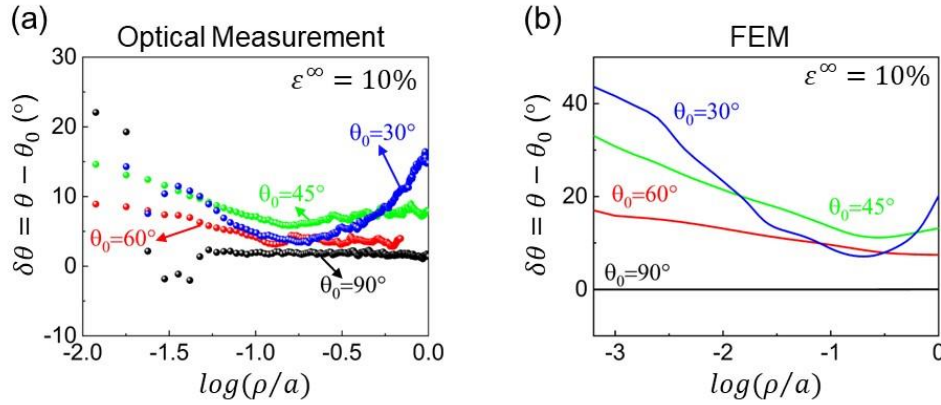 (a)
Optical Measurement
ε^∞ = 10%
δθ = θ − θ₀ (°)
30
20
10
0
-10
θ₀=30°
θ₀=45°
θ₀=60°
θ₀=90°
-2.0 -1.5 -1.0 -0.5 0.0
log(ρ/a)
(b)
FEM
ε^∞ = 10%
δθ = θ − θ₀ (°)
40
20
0
θ₀=30°
θ₀=45°
θ₀=60°
θ₀=90°
-3 -2 -1 0
log(ρ/a)